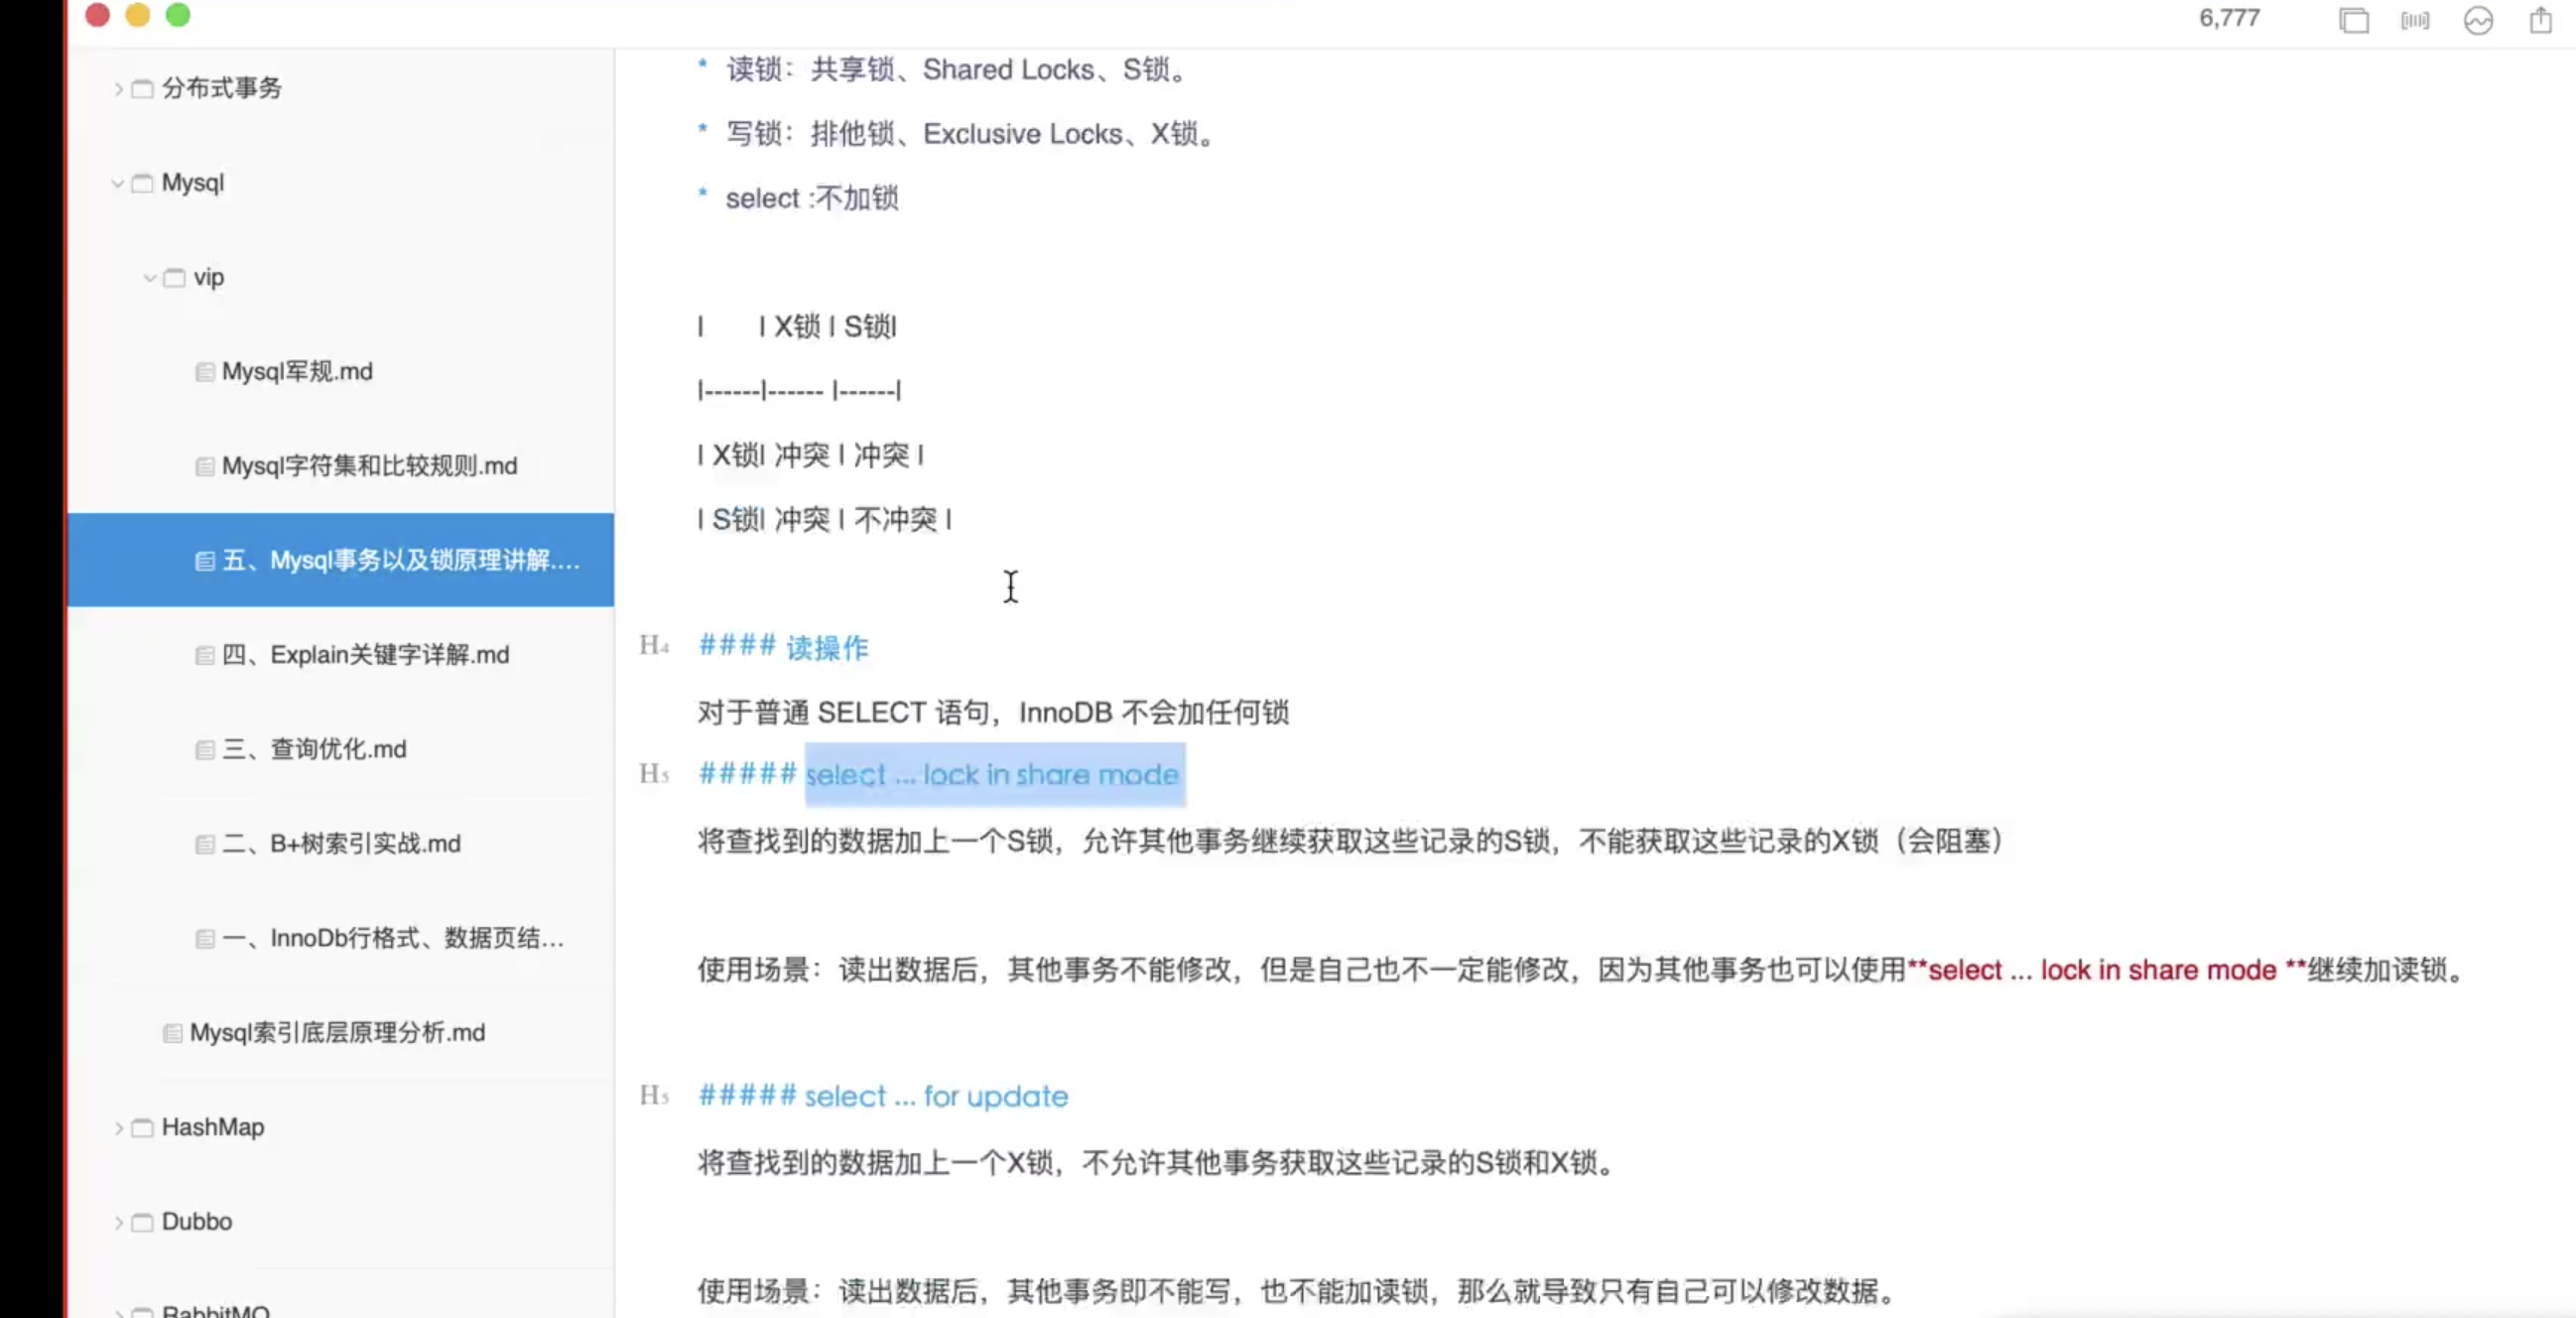 6,777
分布式事务
Mysql
vip
Mysql军规.md
Mysql字符集和比较规则.md
五、Mysql事务以及锁原理讲解....
四、Explain关键字详解.md
三、查询优化.md
二、B+树索引实战.md
一、InnoDb行格式、数据页结...
Mysql索引底层原理分析.md
HashMap
Dubbo
RabbitMQ
* 读锁：共享锁、Shared Locks、S锁。
* 写锁：排他锁、Exclusive Locks、X锁。
* select :不加锁
| | X锁 | S锁|
|------|------ |------|
| X锁| 冲突 | 冲突 |
| S锁| 冲突 | 不冲突 |
H4 #### 读操作
对于普通 SELECT 语句，InnoDB 不会加任何锁
H5 ##### select ... lock in share mode
将查找到的数据加上一个S锁，允许其他事务继续获取这些记录的S锁，不能获取这些记录的X锁（会阻塞）
使用场景：读出数据后，其他事务不能修改，但是自己也不一定能修改，因为其他事务也可以使用**select ... lock in share mode **继续加读锁。
H5 ##### select ... for update
将查找到的数据加上一个X锁，不允许其他事务获取这些记录的S锁和X锁。
使用场景：读出数据后，其他事务即不能写，也不能加读锁，那么就导致只有自己可以修改数据。